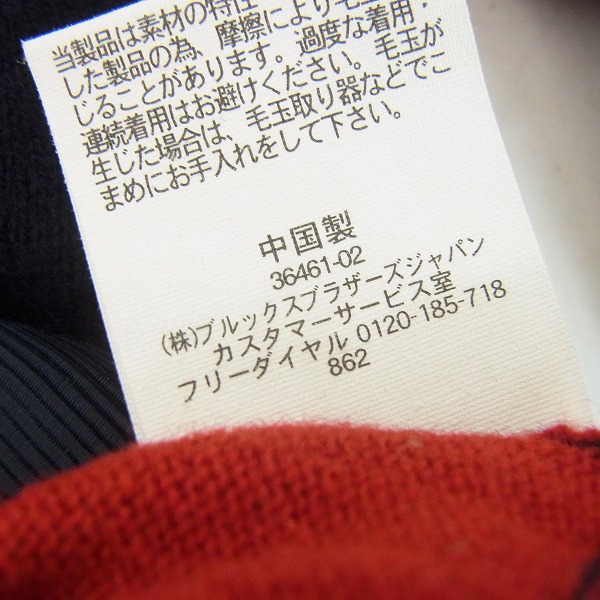 当製品は素材の特性
した製品の為、摩擦により毛玉
じることがあります。過度な着用・
連続着用はお避けください。毛玉が
生じた場合は、毛玉取り器などでこ
まめにお手入れをして下さい。
中国製
36461-02
(株)ブルックスブラザーズジャパン
カスタマーサービス室
フリーダイヤル 0120-185-718
862